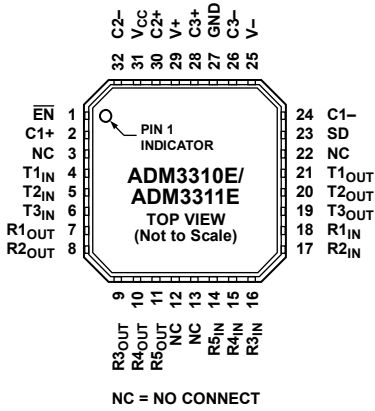 32 C2–
31 VCC
30 C2+
29 V+
28 C3+
27 GND
26 C3–
25 V–
EN 1
C1+ 2
NC 3
T1IN 4
T2IN 5
T3IN 6
R1OUT 7
R2OUT 8
PIN 1
INDICATOR
ADM3310E/
ADM3311E
TOP VIEW
(Not to Scale)
24 C1–
23 SD
22 NC
21 T1OUT
20 T2OUT
19 T3OUT
18 R1IN
17 R2IN
R3OUT 9
R4OUT 10
R5OUT 11
NC 12
NC 13
R5IN 14
R4IN 15
R3IN 16
NC = NO CONNECT